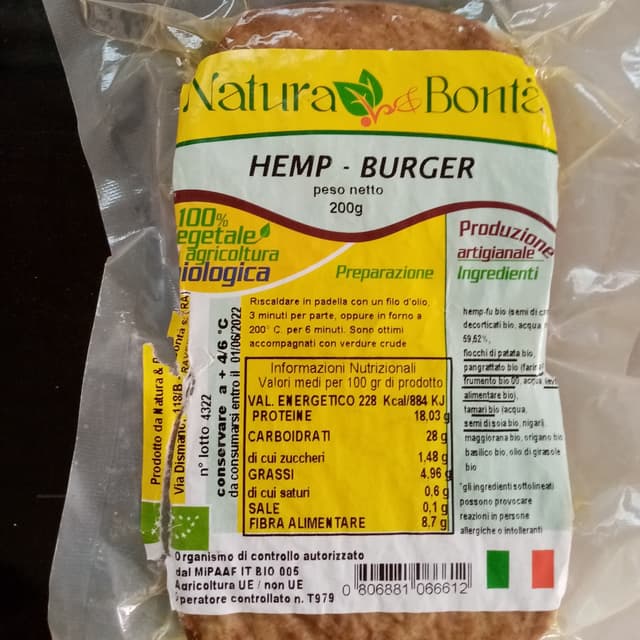 Natura & Bontà
HEMP - BURGER
peso netto
200g
100%
egetale
agricoltura
biologica
Produzione
artigianale
Preparazione
Ingredienti
Riscaldare in padella con un filo d'olio,
3 minuti per parte, oppure in forno a
200° C. per 6 minuti. Sono ottimi
accompagnati con verdure crude
Informazioni Nutrizionali
Valori medi per 100 gr di prodotto
VAL. ENERGETICO 228 Kcal/884 KJ
PROTEINE 18,03 g
CARBOIDRATI 28 g
di cui zuccheri 1,48 g
GRASSI 4,96 g
di cui saturi 0,6 g
SALE 0,1 g
FIBRA ALIMENTARE 8,7 g
hemp-fu bio (semi di
decorticati bio, acqua,
59,52%,
fiocchi di patata bio,
pangrattato bio
frumento bio 00, acqua,
alimentare bio),
tamari bio (acqua,
semi di soia bio, nigari),
maggiorana bio, origano bio
basilico bio, olio di girasole
bio
*gli ingredienti sottolineati
possono provocare
reazioni in persone
allergiche o intolleranti
Prodotto da Natura &
Via Dismano, 118/B
n° lotto 4322
conservare a + 4/6 °C
da consumarsi entro il 01/06/2022
Organismo di controllo autorizzato
dal MiPAAF IT BIO 005
Agricoltura UE / non UE
Operatore controllato n. T979
0 806881 066612